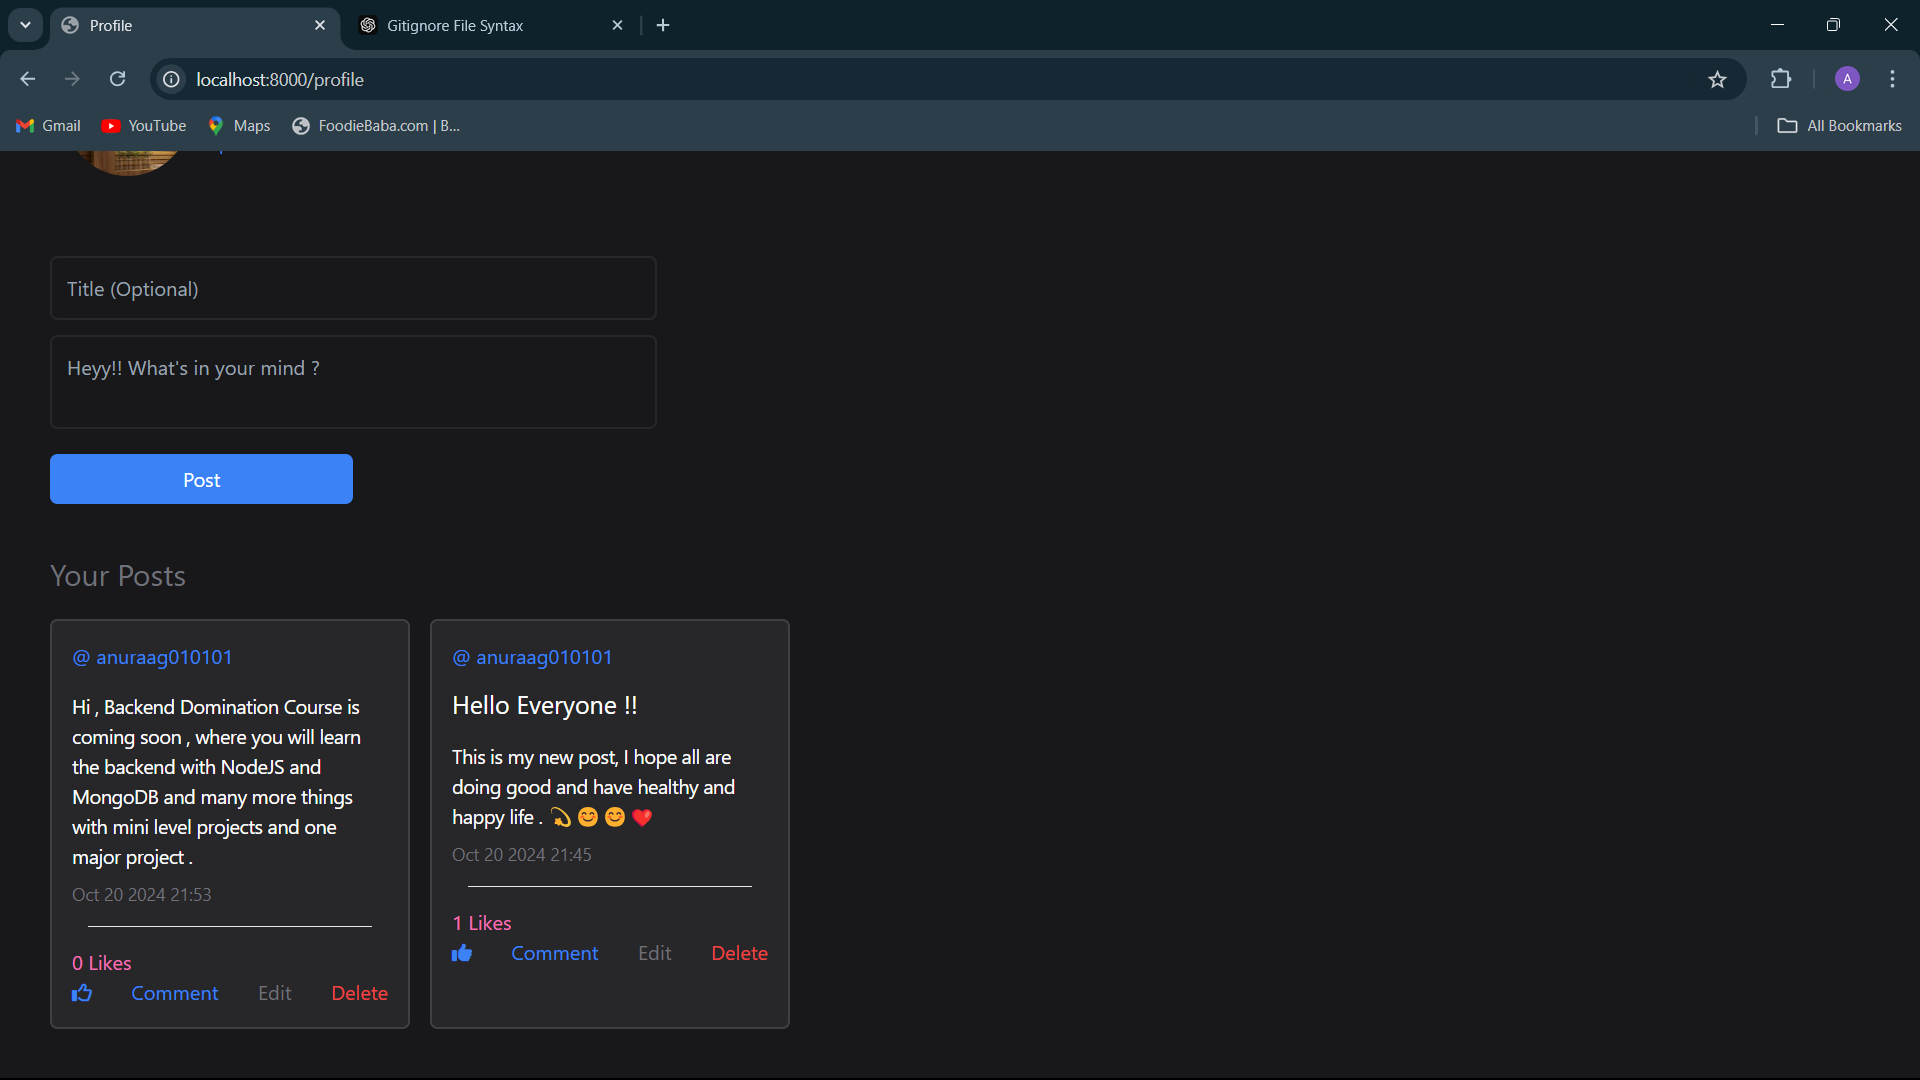 Profile
Gitignore File Syntax
localhost:8000/profile
A
Gmail
YouTube
Maps
FoodieBaba.com | B...
All Bookmarks
Title (Optional)
Heyy!! What's in your mind ?
Post
Your Posts
@ anuraag010101
Hi , Backend Domination Course is
coming soon , where you will learn
the backend with NodeJS and
MongoDB and many more things
with mini level projects and one
major project .
Oct 20 2024 21:53
0 Likes
Comment Edit Delete
@ anuraag010101
Hello Everyone !!
This is my new post, I hope all are
doing good and have healthy and
happy life . 💫😊😊❤️
Oct 20 2024 21:45
1 Likes
Comment Edit Delete